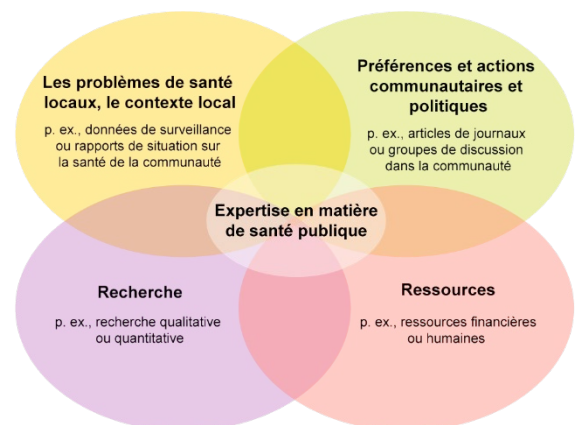 Les problèmes de santé
locaux, le contexte local
p. ex., données de surveillance
ou rapports de situation sur
la santé de la communauté
Préférences et actions
communautaires et
politiques
p. ex., articles de journaux
ou groupes de discussion
dans la communauté
Expertise en matière
de santé publique
Recherche
p. ex., recherche qualitative
ou quantitative
Ressources
p. ex., ressources financières
ou humaines